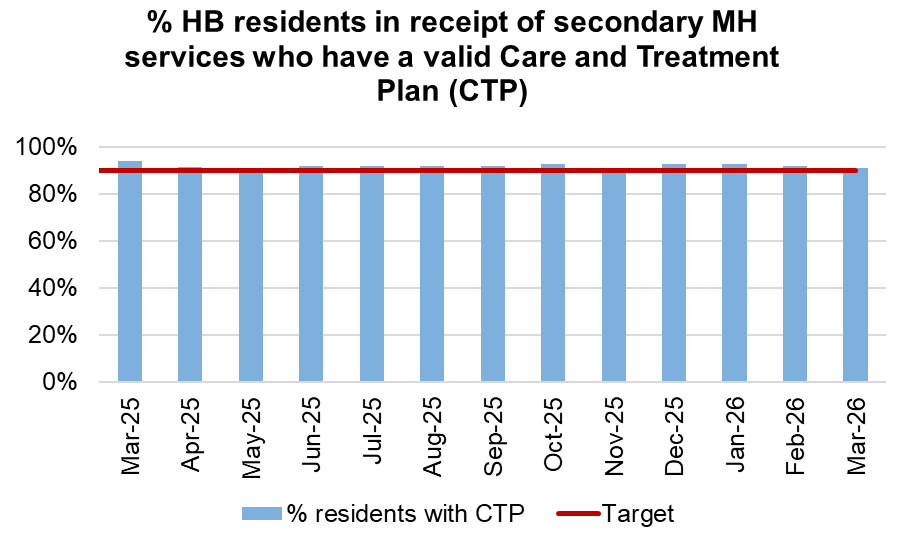 % HB residents in receipt of secondary MH
services who have a valid Care and Treatment
Plan (CTP)
100%
80%
60%
40%
20%
0%
Mar-25
Apr-25
May-25
Jun-25
Jul-25
Aug-25
Sep-25
Oct-25
Nov-25
Dec-25
Jan-26
Feb-26
Mar-26
% residents with CTP
Target